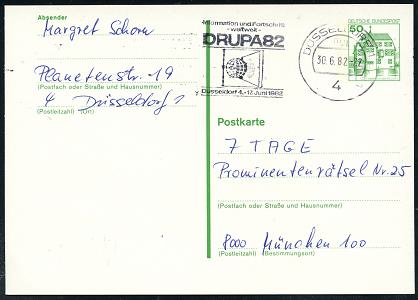 Absender
Margret Schorn
Planetenstr. 19
(Postfach oder Straße und Hausnummer)
4 Düsseldorf 1
(Postleitzahl) (Ort)
Information und Fortschritt
- weltweit -
DRUPA82
Düsseldorf 4.-17. Juni 1982
DÜSSELDORF
30.6.82-22
4
DEUTSCHE BUNDESPOST
50
Postkarte
7 TAGE
Prominentenrätsel Nr. 25
(Postfach oder Straße und Hausnummer)
8000 München 100
(Postleitzahl) (Bestimmungsort)